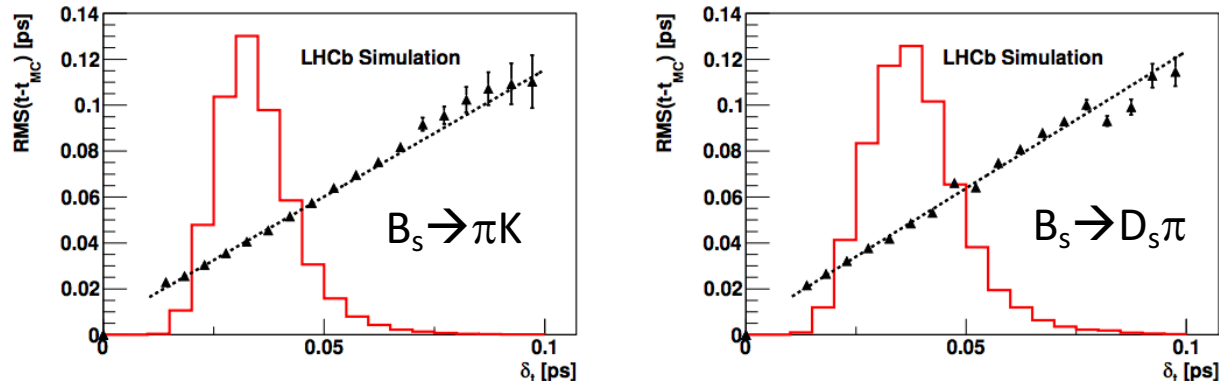 RMS(t-t_MC) [ps]
0.14
0.12
0.1
0.08
0.06
0.04
0.02
0
LHCb Simulation
B_s→πK
0 0.05 0.1
δ_t [ps]
RMS(t-t_MC) [ps]
0.14
0.12
0.1
0.08
0.06
0.04
0.02
0
LHCb Simulation
B_s→D_sπ
0 0.05 0.1
δ_t [ps]